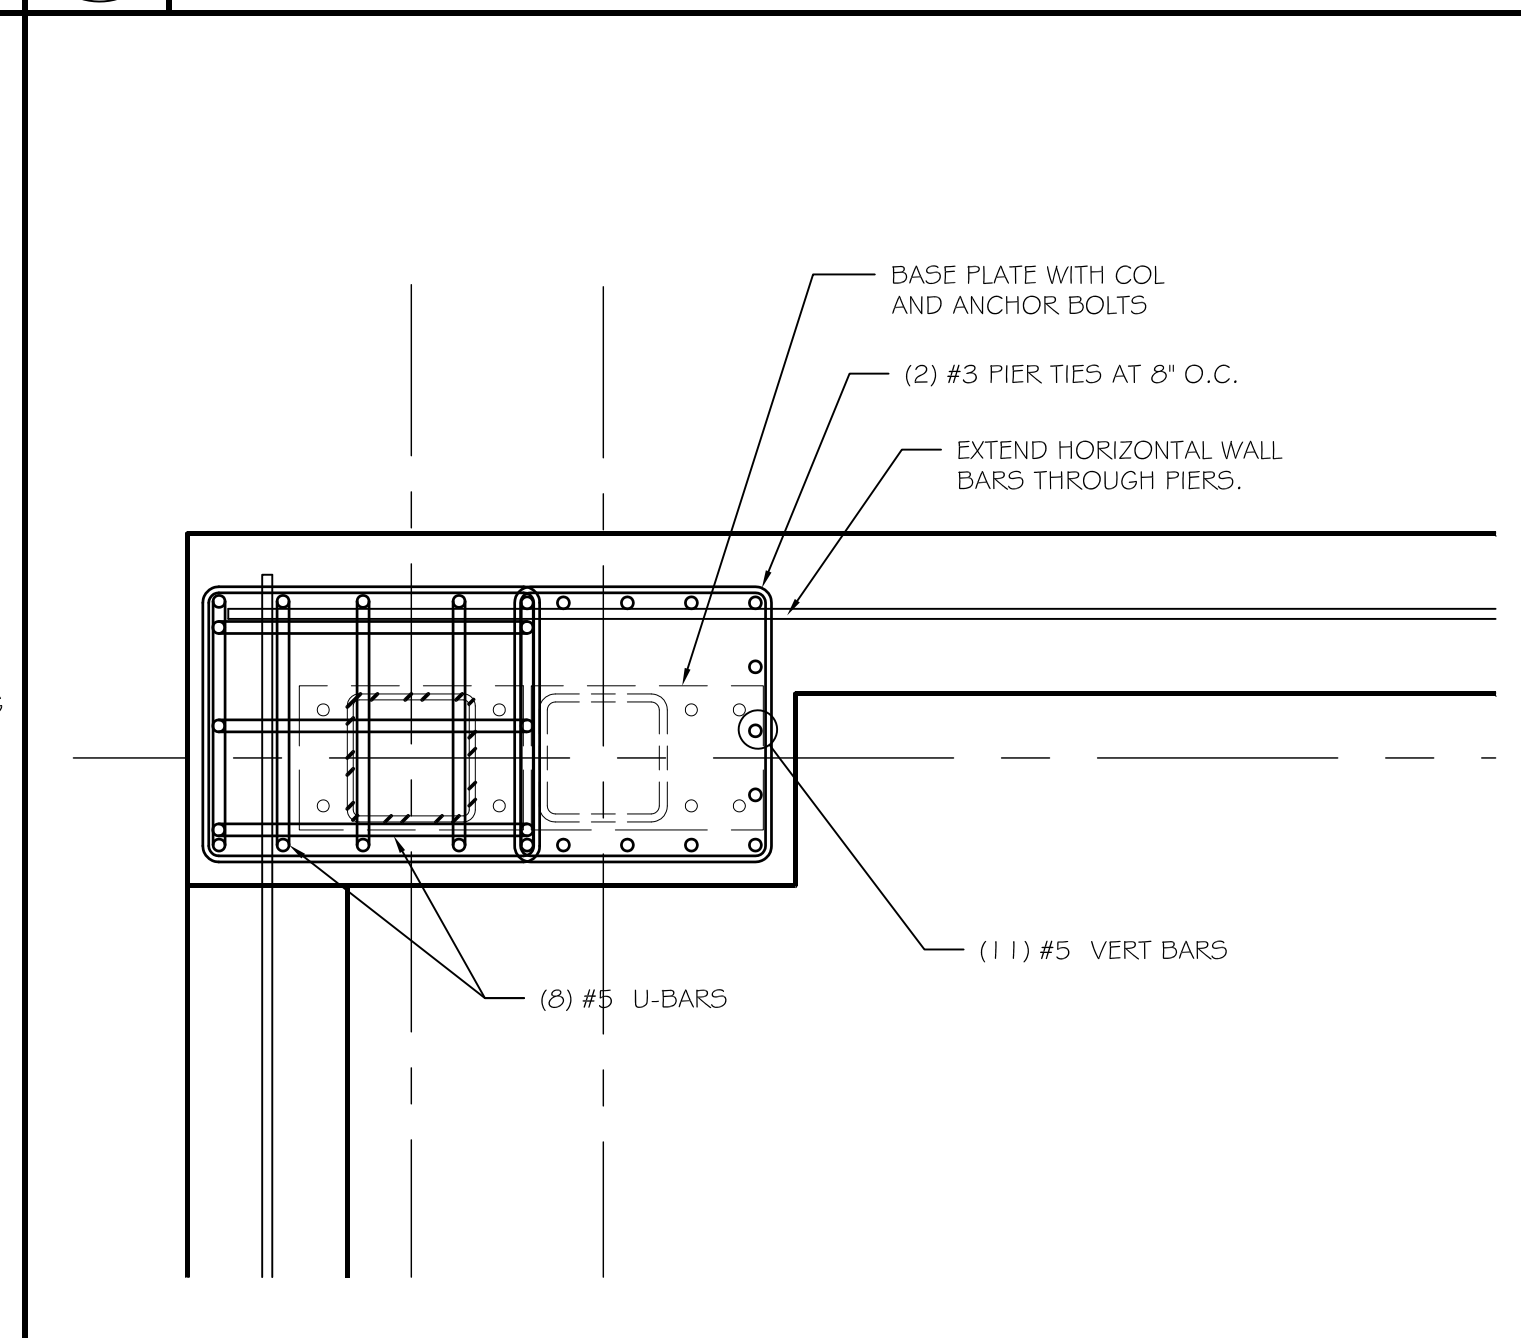 BASE PLATE WITH COL
AND ANCHOR BOLTS
(2) #3 PIER TIES AT 8" O.C.
EXTEND HORIZONTAL WALL
BARS THROUGH PIERS.
(11) #5 VERT BARS
(8) #5 U-BARS